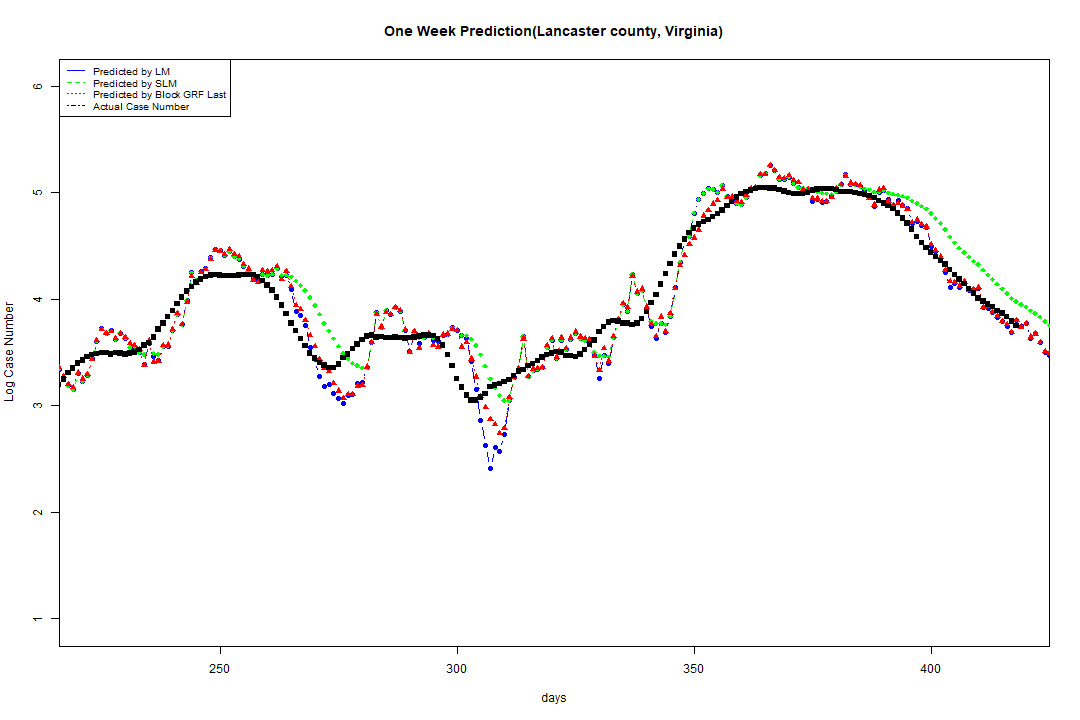 One Week Prediction(Lancaster county, Virginia)
Predicted by LM
Predicted by SLM
Predicted by Block GRF Last
Actual Case Number
6
5
4
3
2
1
Log Case Number
250
300
350
400
days